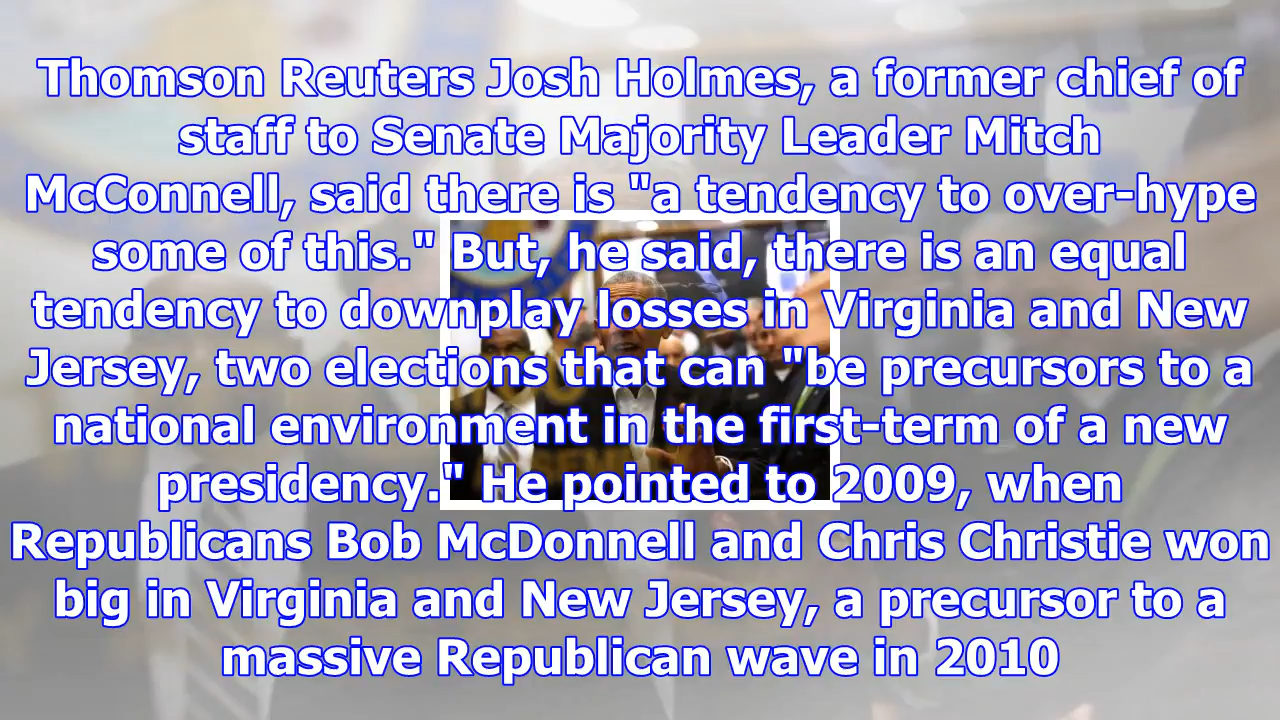 Thomson Reuters Josh Holmes, a former chief of
staff to Senate Majority Leader Mitch
McConnell, said there is "a tendency to over-hype
some of this." But, he said, there is an equal
tendency to downplay losses in Virginia and New
Jersey, two elections that can "be precursors to a
national environment in the first-term of a new
presidency." He pointed to 2009, when
Republicans Bob McDonnell and Chris Christie won
big in Virginia and New Jersey, a precursor to a
massive Republican wave in 2010